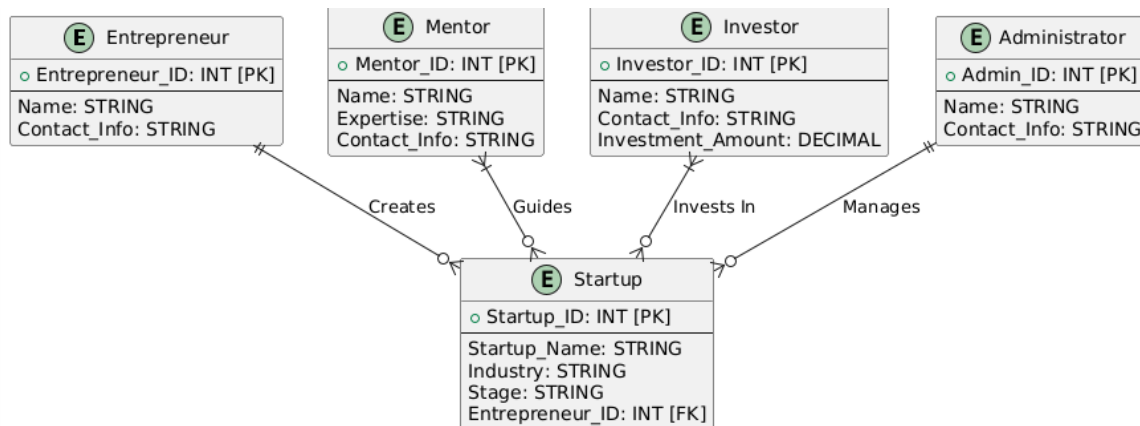 E Entrepreneur
Entrepreneur_ID: INT [PK]
Name: STRING
Contact_Info: STRING
E Mentor
Mentor_ID: INT [PK]
Name: STRING
Expertise: STRING
Contact_Info: STRING
E Investor
Investor_ID: INT [PK]
Name: STRING
Contact_Info: STRING
Investment_Amount: DECIMAL
E Administrator
Admin_ID: INT [PK]
Name: STRING
Contact_Info: STRING
Creates
Guides
Invests In
Manages
E Startup
Startup_ID: INT [PK]
Startup_Name: STRING
Industry: STRING
Stage: STRING
Entrepreneur_ID: INT [FK]